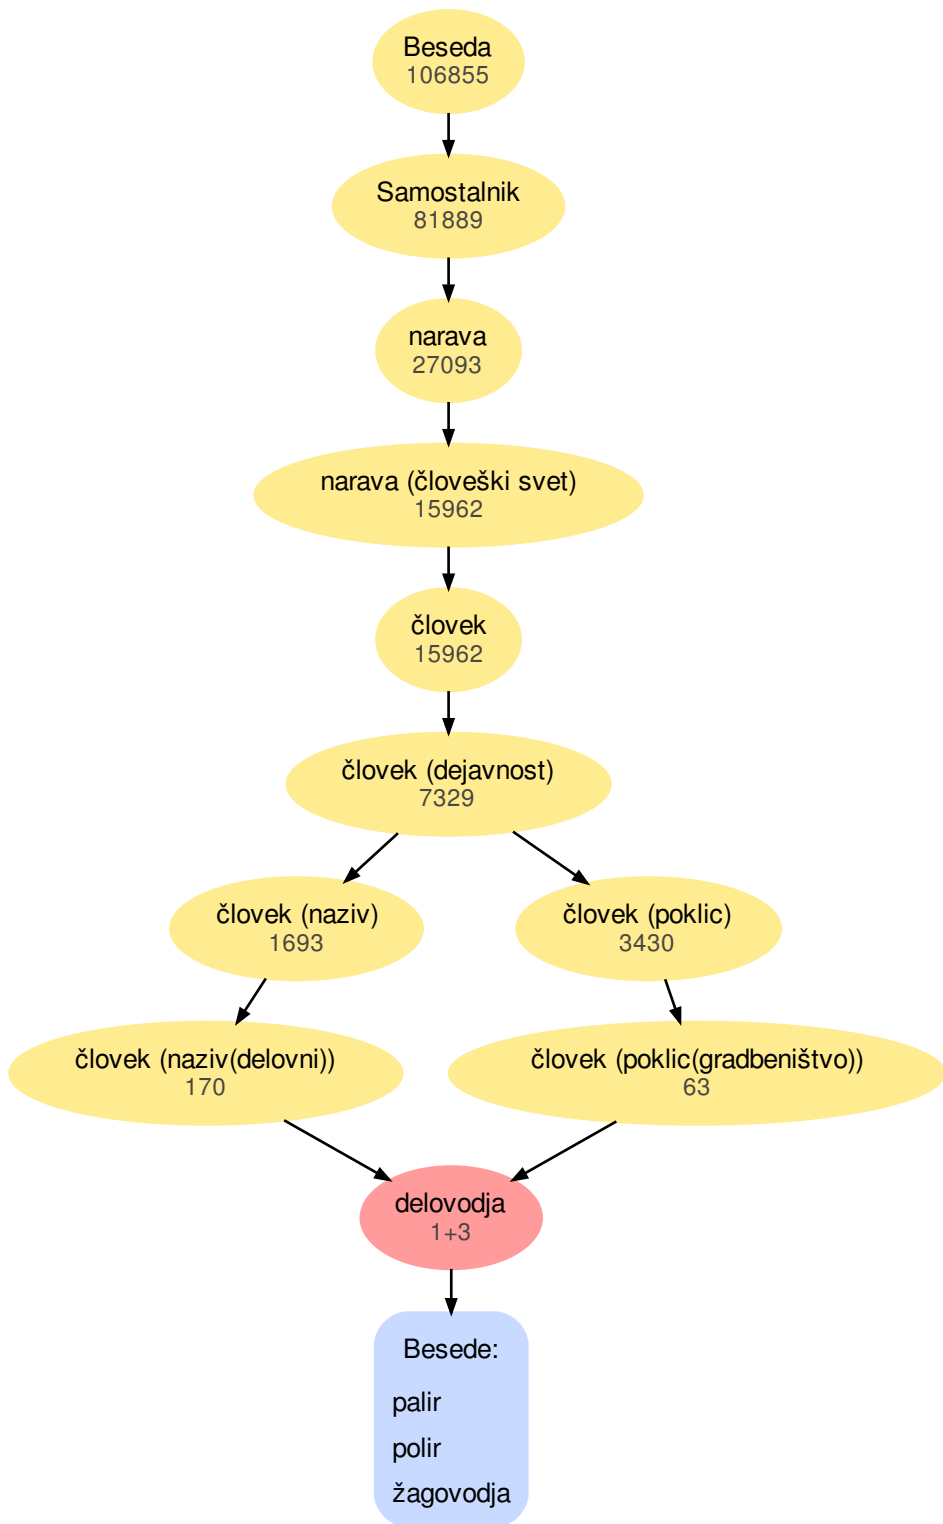 Beseda
106855
Samostalnik
81889
narava
27093
narava (človeški svet)
15962
človek
15962
človek (dejavnost)
7329
človek (naziv)
1693
človek (poklic)
3430
človek (naziv(delovni))
170
človek (poklic(gradbeništvo))
63
delovodja
1+3
Besede:
palir
polir
žagovodja